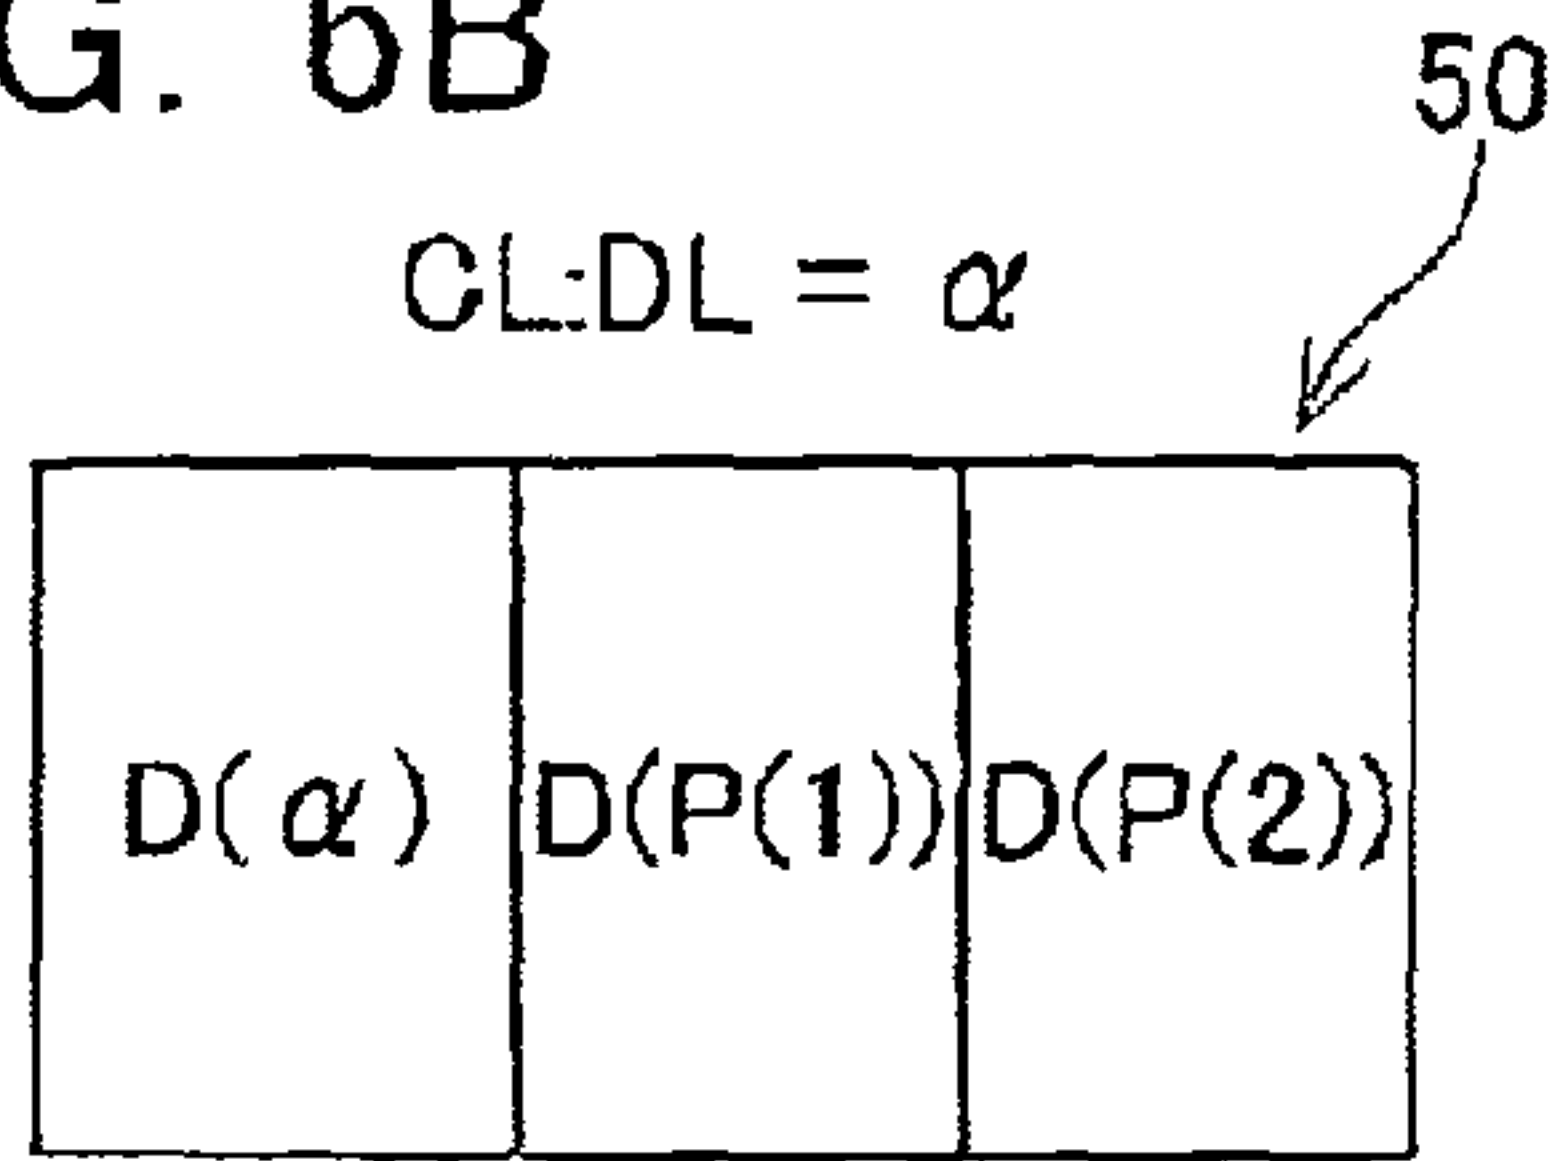 G. 6B
50
CL:DL = α
D(α) D(P(1)) D(P(2))